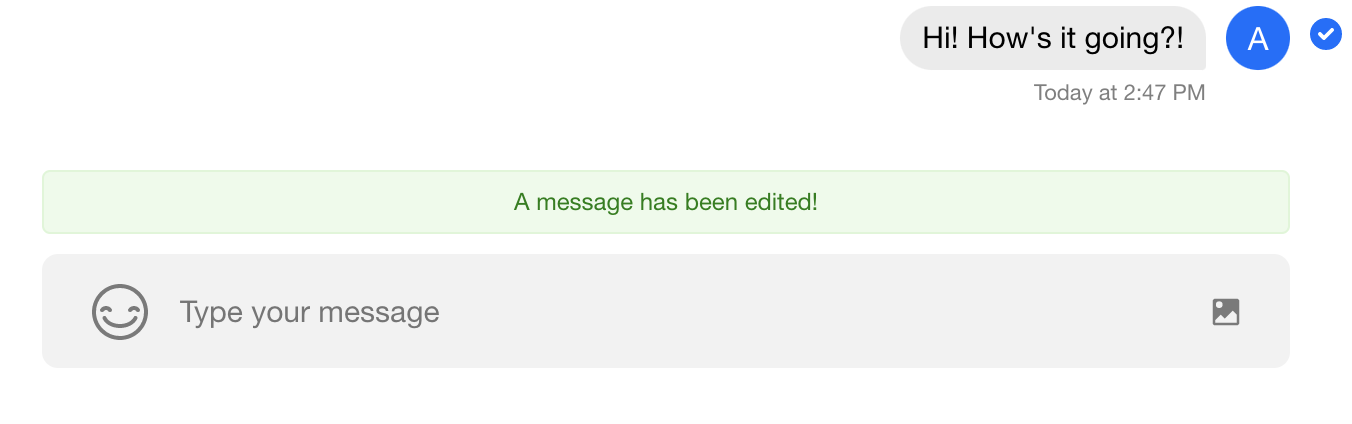 Hi! How's it going?!
A
Today at 2:47 PM
A message has been edited!
Type your message